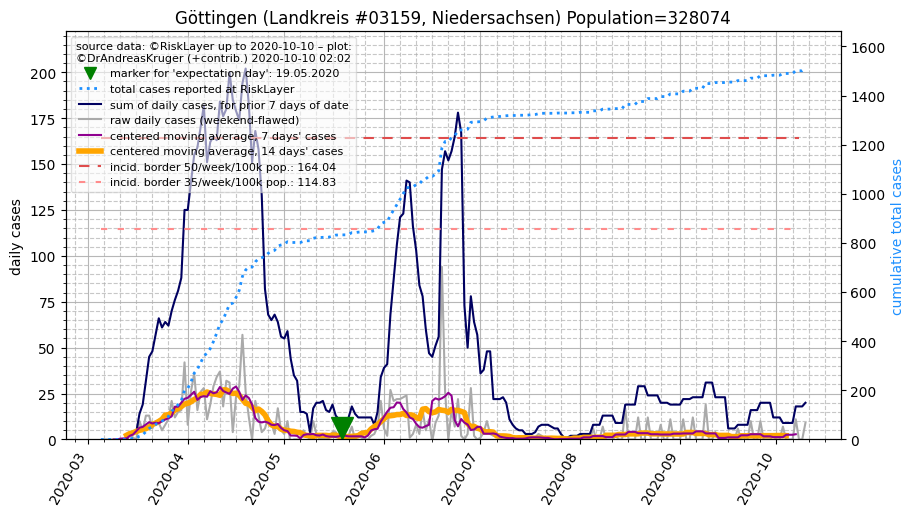 Göttingen (Landkreis #03159, Niedersachsen) Population=328074
source data: ©RiskLayer up to 2020-10-10 – plot:
©DrAndreasKruger (+contrib.) 2020-10-10 02:02
marker for 'expectation day': 19.05.2020
total cases reported at RiskLayer
sum of daily cases, for prior 7 days of date
raw daily cases (weekend-flawed)
centered moving average, 7 days' cases
centered moving average, 14 days' cases
incid. border 50/week/100k pop.: 164.04
incid. border 35/week/100k pop.: 114.83
daily cases
200
175
150
125
100
75
50
25
0
1600
1400
1200
1000
800
600
400
200
0
cumulative total cases
2020-03
2020-04
2020-05
2020-06
2020-07
2020-08
2020-09
2020-10